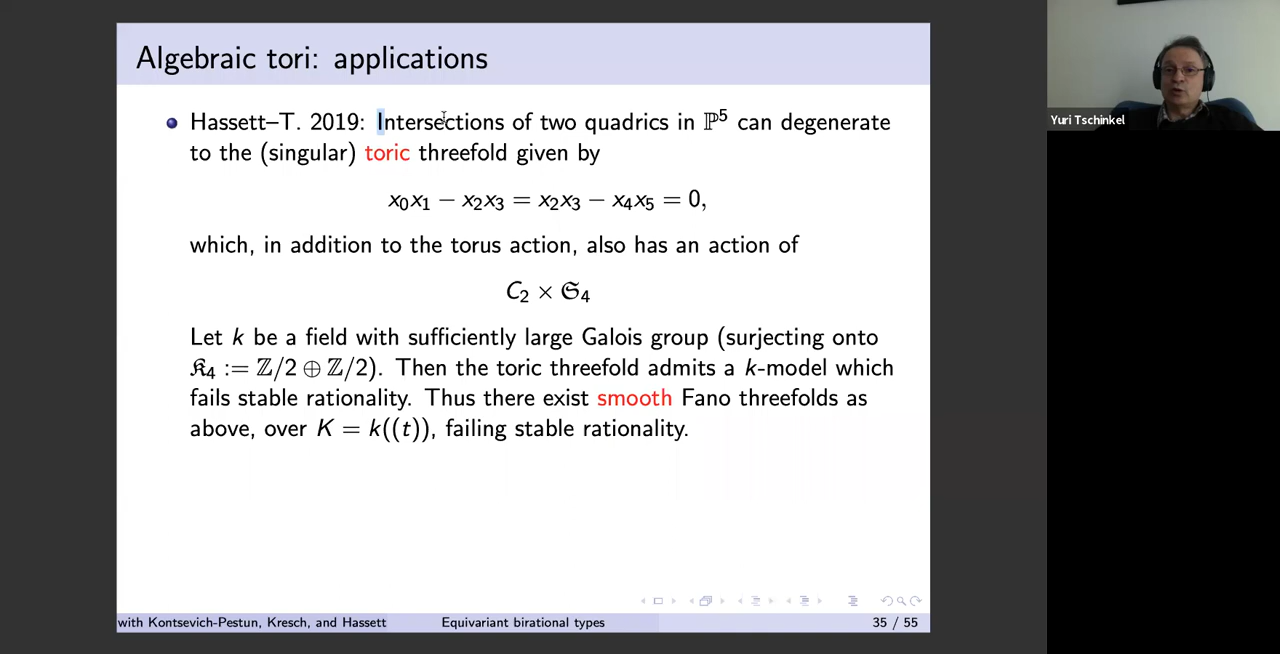 Algebraic tori: applications
Hassett–T. 2019: Intersections of two quadrics in ℙ⁵ can degenerate
to the (singular) toric threefold given by
x₀x₁ − x₂x₃ = x₂x₃ − x₄x₅ = 0,
which, in addition to the torus action, also has an action of
C₂ × 𝔖₄
Let k be a field with sufficiently large Galois group (surjecting onto
𝔎₄ := ℤ/2 ⊕ ℤ/2). Then the toric threefold admits a k-model which
fails stable rationality. Thus there exist smooth Fano threefolds as
above, over K = k((t)), failing stable rationality.
with Kontsevich-Pestun, Kresch, and Hassett Equivariant birational types 35 / 55
Yuri Tschinkel